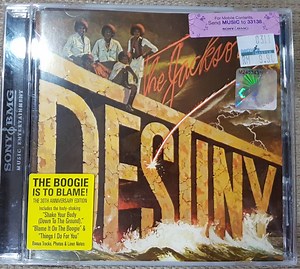 For Mobile Contents,
Send MUSIC to 33138
The Jacksons
DESTINY
SONY BMG
MUSIC ENTERTAINMENT
THE BOOGIE
IS TO BLAME!
THE 30TH ANNIVERSARY EDITION
includes the body-shaking
"Shake Your Body
(Down To The Ground),"
"Blame It On The Boogie" &
"Things I Do For You"
Bonus Tracks, Photos & Liner Notes